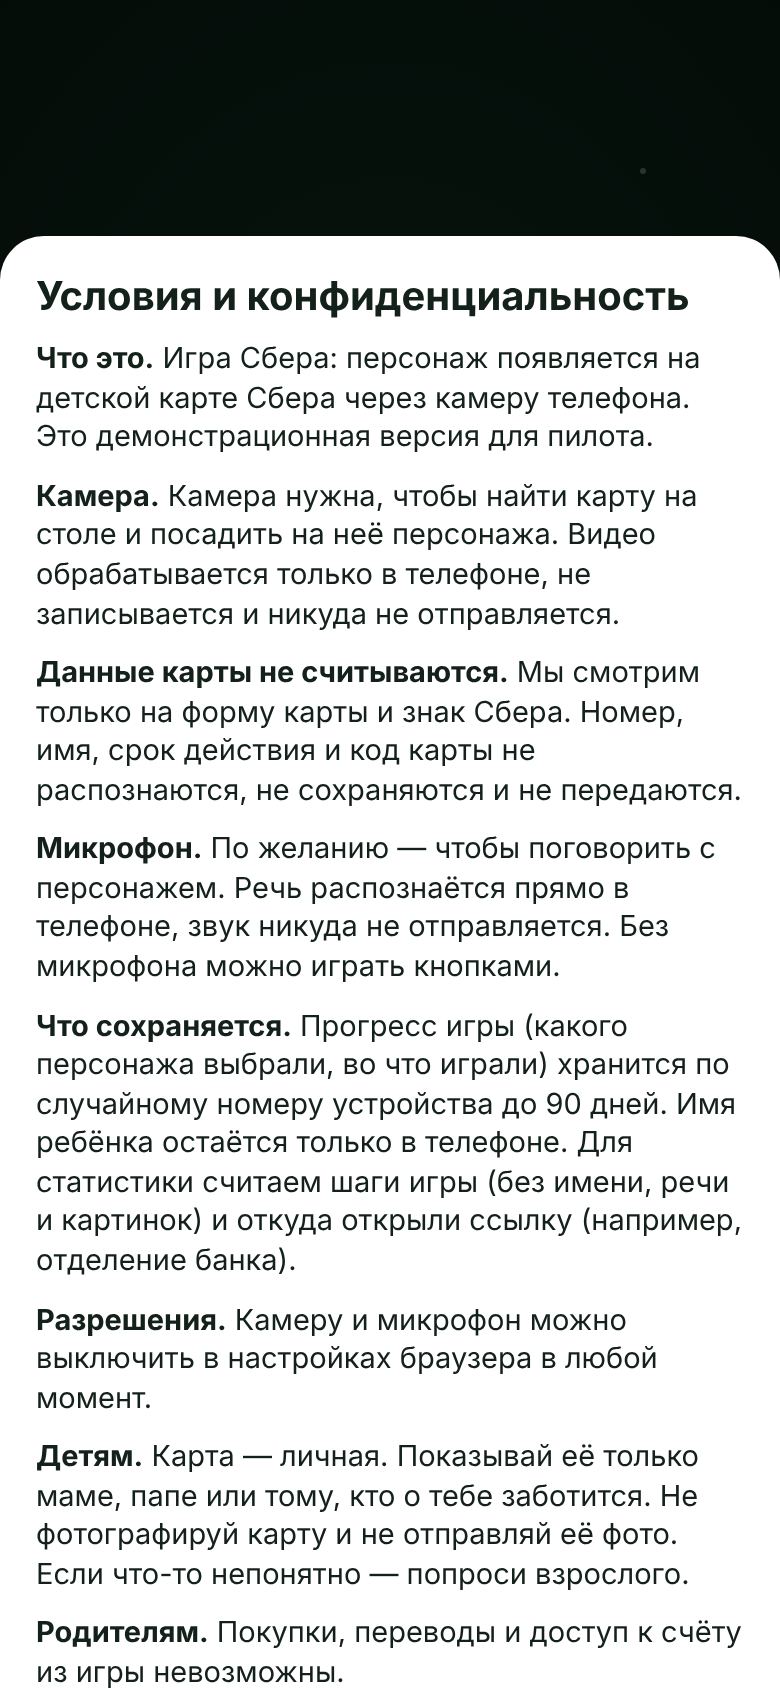 Условия и конфиденциальность
Что это. Игра Сбера: персонаж появляется на
детской карте Сбера через камеру телефона.
Это демонстрационная версия для пилота.
Камера. Камера нужна, чтобы найти карту на
столе и посадить на неё персонажа. Видео
обрабатывается только в телефоне, не
записывается и никуда не отправляется.
Данные карты не считываются. Мы смотрим
только на форму карты и знак Сбера. Номер,
имя, срок действия и код карты не
распознаются, не сохраняются и не передаются.
Микрофон. По желанию — чтобы поговорить с
персонажем. Речь распознаётся прямо в
телефоне, звук никуда не отправляется. Без
микрофона можно играть кнопками.
Что сохраняется. Прогресс игры (какого
персонажа выбрали, во что играли) хранится по
случайному номеру устройства до 90 дней. Имя
ребёнка остаётся только в телефоне. Для
статистики считаем шаги игры (без имени, речи
и картинок) и откуда открыли ссылку (например,
отделение банка).
Разрешения. Камеру и микрофон можно
выключить в настройках браузера в любой
момент.
Детям. Карта — личная. Показывай её только
маме, папе или тому, кто о тебе заботится. Не
фотографируй карту и не отправляй её фото.
Если что-то непонятно — попроси взрослого.
Родителям. Покупки, переводы и доступ к счёту
из игры невозможны.